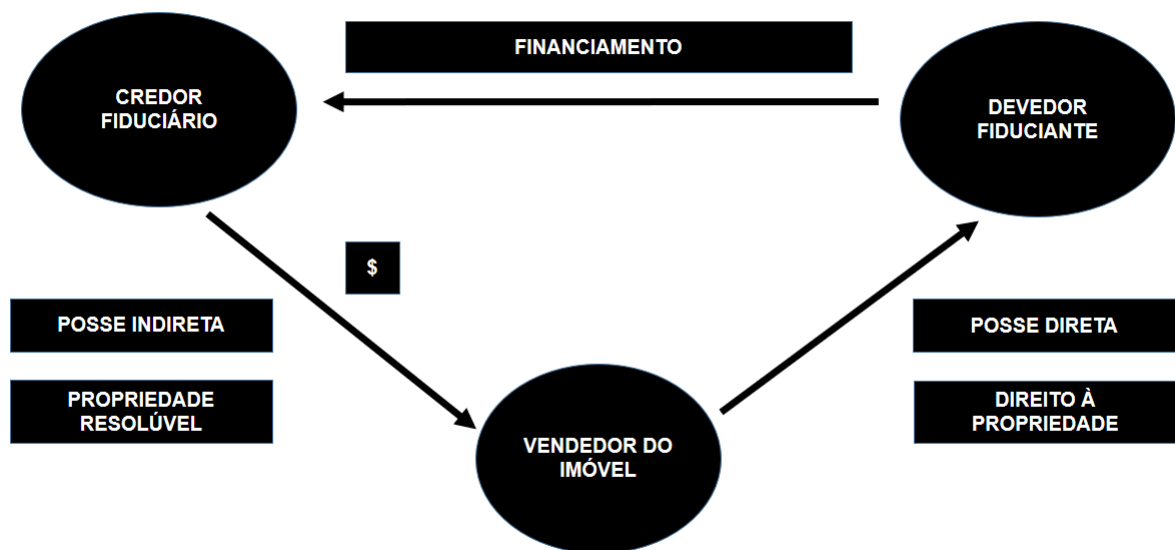 FINANCIAMENTO
CREDOR
FIDUCIÁRIO
DEVEDOR
FIDUCIANTE
$
POSSE INDIRETA
POSSE DIRETA
PROPRIEDADE
RESOLÚVEL
DIREITO À
PROPRIEDADE
VENDEDOR DO
IMÓVEL